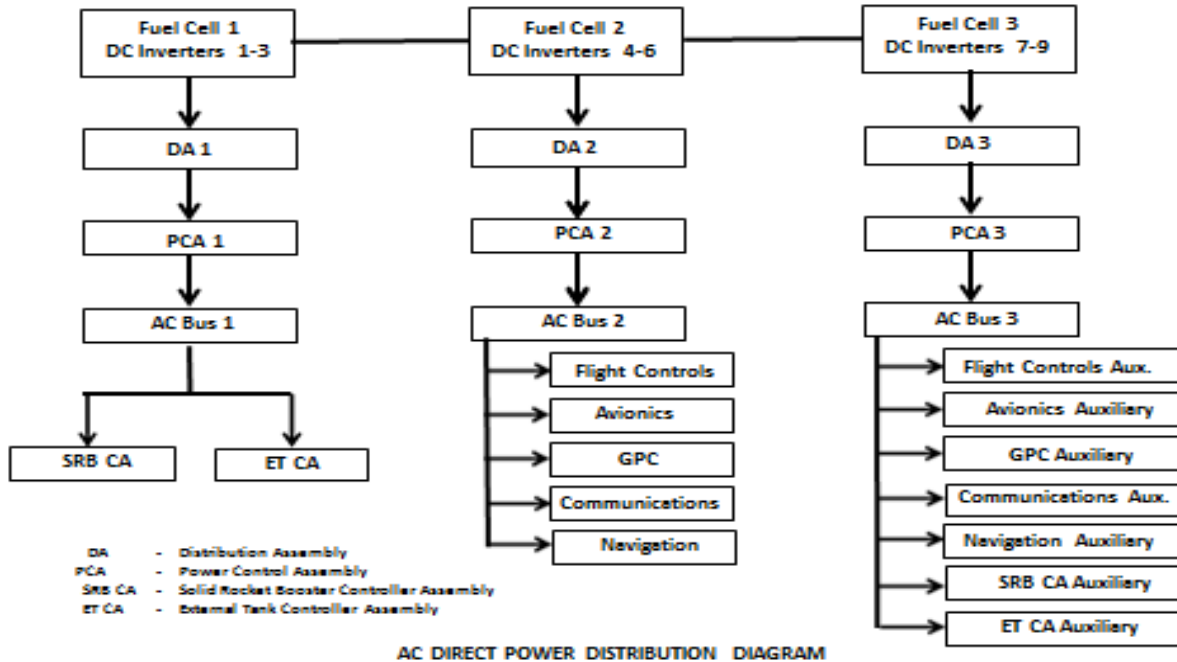 Fuel Cell 1
DC Inverters 1-3
Fuel Cell 2
DC Inverters 4-6
Fuel Cell 3
DC Inverters 7-9
DA 1
DA 2
DA 3
PCA 1
PCA 2
PCA 3
AC Bus 1
AC Bus 2
AC Bus 3
SRB CA
ET CA
Flight Controls
Avionics
GPC
Communications
Navigation
Flight Controls Aux.
Avionics Auxiliary
GPC Auxiliary
Communications Aux.
Navigation Auxiliary
SRB CA Auxiliary
ET CA Auxiliary
DA - Distribution Assembly
PCA - Power Control Assembly
SRB CA - Solid Rocket Booster Controller Assembly
ET CA - External Tank Controller Assembly
AC DIRECT POWER DISTRIBUTION DIAGRAM